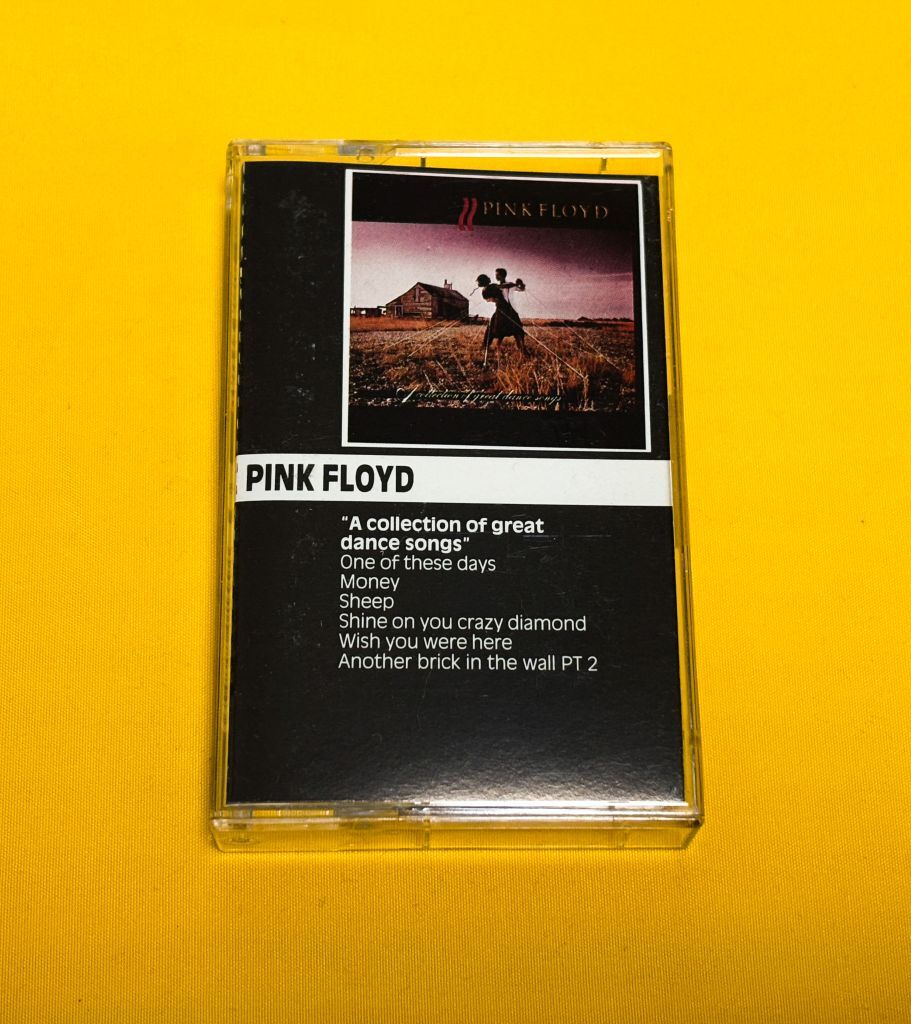 PINK FLOYD
A collection of great dance songs
PINK FLOYD
"A collection of great
dance songs"
One of these days
Money
Sheep
Shine on you crazy diamond
Wish you were here
Another brick in the wall PT 2